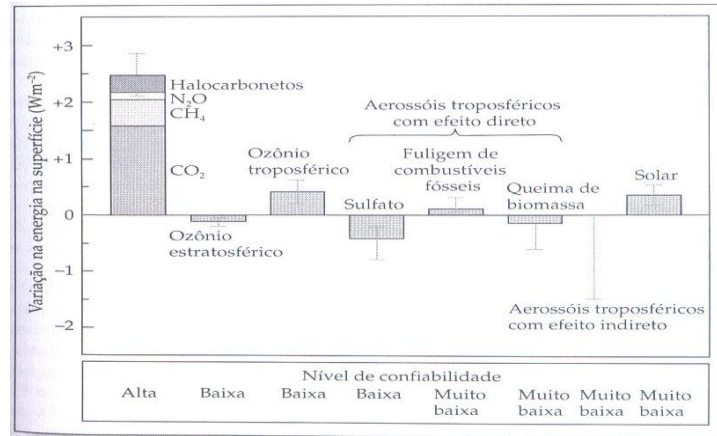 Variação na energia na superfície (Wm⁻²)
+3
+2
+1
0
−1
−2
Halocarbonetos
N₂O
CH₄
CO₂
Ozônio
estratosférico
Ozônio
troposférico
Aerossóis troposféricos
com efeito direto
Sulfato
Fuligem de
combustíveis
fósseis
Queima de
biomassa
Solar
Aerossóis troposféricos
com efeito indireto
Nível de confiabilidade
Alta Baixa Baixa Baixa Muito Muito Muito Muito
baixa baixa baixa baixa